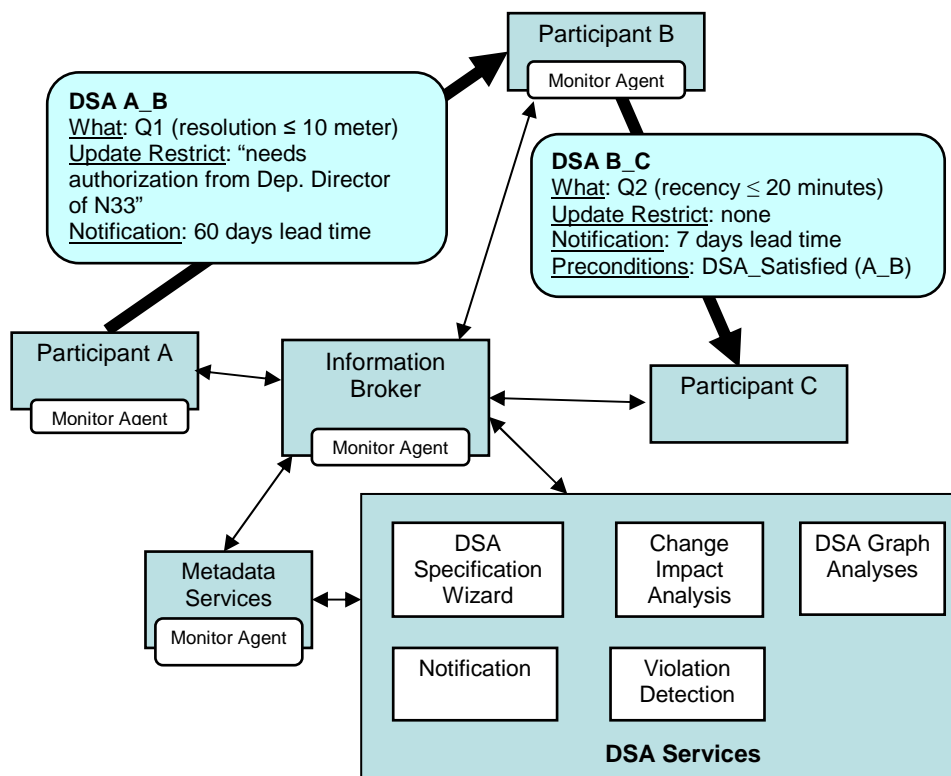 Participant B
Monitor Agent
DSA A_B
What: Q1 (resolution ≤ 10 meter)
Update Restrict: “needs
authorization from Dep. Director
of N33”
Notification: 60 days lead time
DSA B_C
What: Q2 (recency ≤ 20 minutes)
Update Restrict: none
Notification: 7 days lead time
Preconditions: DSA_Satisfied (A_B)
Participant A
Monitor Agent
Information
Broker
Monitor Agent
Participant C
Metadata
Services
Monitor Agent
DSA
Specification
Wizard
Change
Impact
Analysis
DSA Graph
Analyses
Notification
Violation
Detection
DSA Services